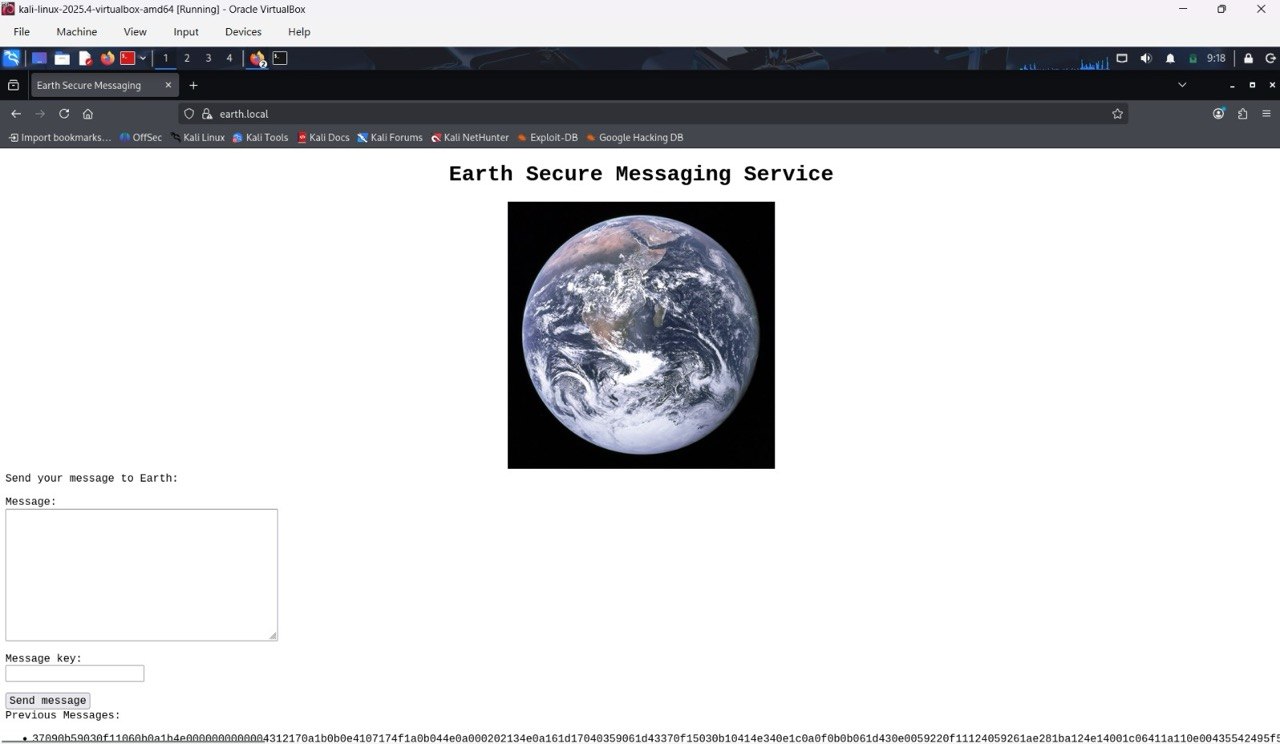 kali-linux-2025.4-virtualbox-amd64 [Running] - Oracle VirtualBox
File Machine View Input Devices Help
1 2 3 4 9:18
Earth Secure Messaging
earth.local
Import bookmarks... OffSec Kali Linux Kali Tools Kali Docs Kali Forums Kali NetHunter Exploit-DB Google Hacking DB
Earth Secure Messaging Service
Send your message to Earth:
Message:
Message key:
Send message
Previous Messages: